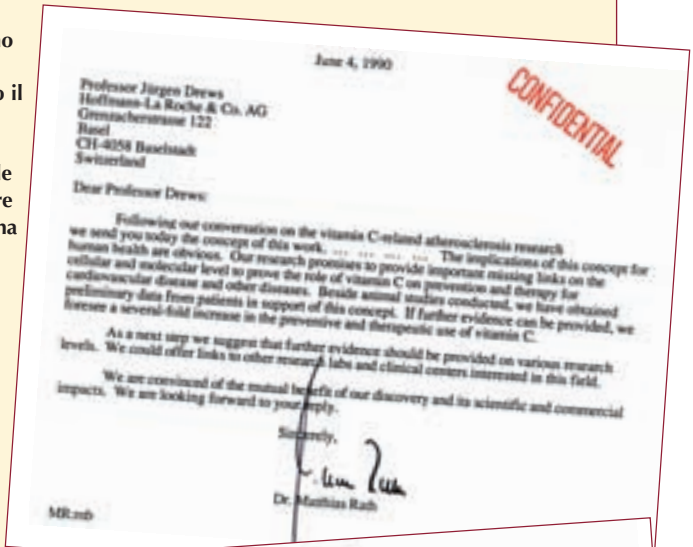 no
o il
le
re
na
June 4, 1990
CONFIDENTIAL
Professor Jürgen Drews
Hoffmann-La Roche & Co. AG
Grenzacherstrasse 122
Basel
CH-4058 Baselstadt
Switzerland
Dear Professor Drews:
Following our conversation on the vitamin C-related atherosclerosis research
we send you today the concept of this work. ... ... ... ... The implications of this concept for
human health are obvious. Our research promises to provide important missing links on the
cellular and molecular level to prove the role of vitamin C on prevention and therapy for
cardiovascular disease and other diseases. Beside animal studies conducted, we have obtained
preliminary data from patients in support of this concept. If further evidence can be provided, we
foresee a several-fold increase in the preventive and therapeutic use of vitamin C.
As a next step we suggest that further evidence should be provided on various research
levels. We could offer links to other research labs and clinical centers interested in this field.
We are convinced of the mutual benefit of our discovery and its scientific and commercial
impacts. We are looking forward to your reply.
Sincerely,
Dr. Matthias Rath
MR:mb